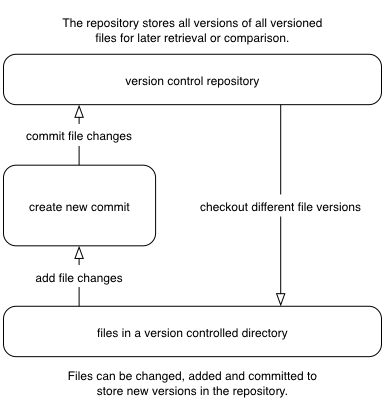 The repository stores all versions of all versioned
files for later retrieval or comparison.
version control repository
commit file changes
create new commit
checkout different file versions
add file changes
files in a version controlled directory
Files can be changed, added and committed to
store new versions in the repository.